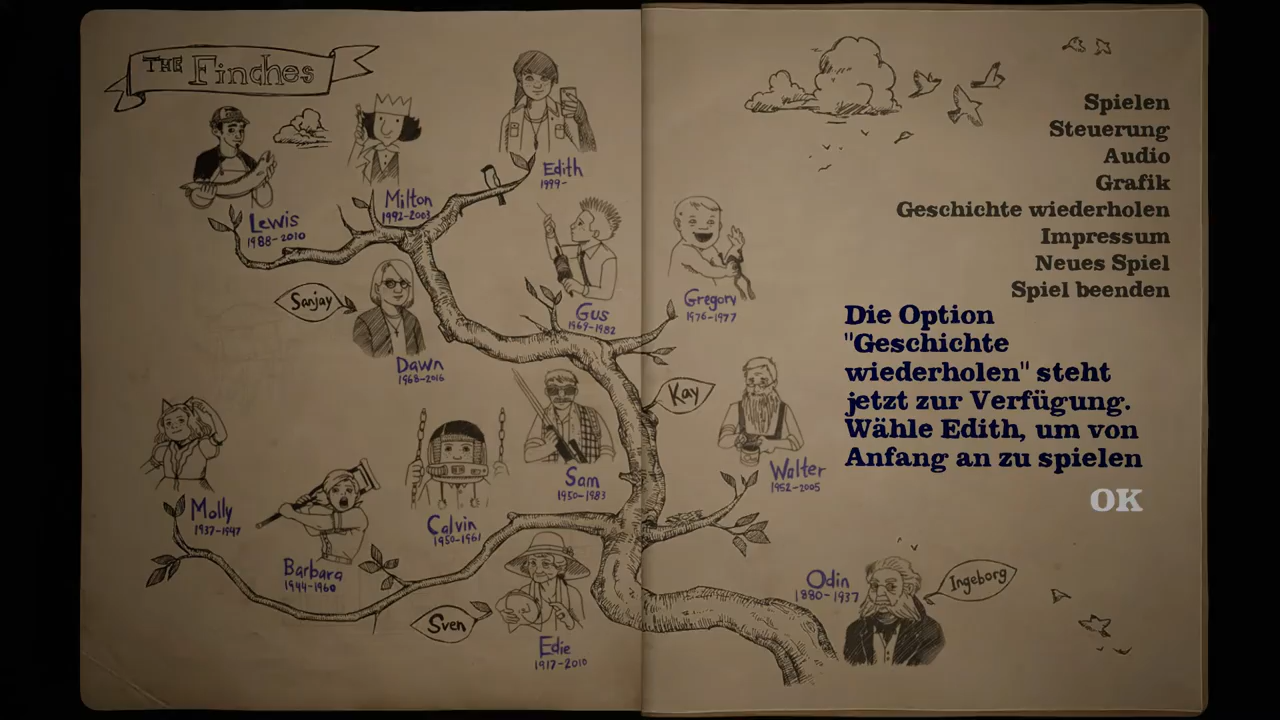 THE Finches
Edith
1999-
Milton
1992-2003
Lewis
1988-2010
Sanjay
Dawn
1968-2016
Gus
1969-1982
Gregory
1976-1977
Kay
Sam
1950-1983
Walter
1952-2005
Calvin
1950-1961
Molly
1937-1947
Barbara
1944-1960
Sven
Edie
1917-2010
Odin
1880-1937
Ingeborg
Spielen
Steuerung
Audio
Grafik
Geschichte wiederholen
Impressum
Neues Spiel
Spiel beenden
Die Option
"Geschichte
wiederholen" steht
jetzt zur Verfügung.
Wähle Edith, um von
Anfang an zu spielen
OK